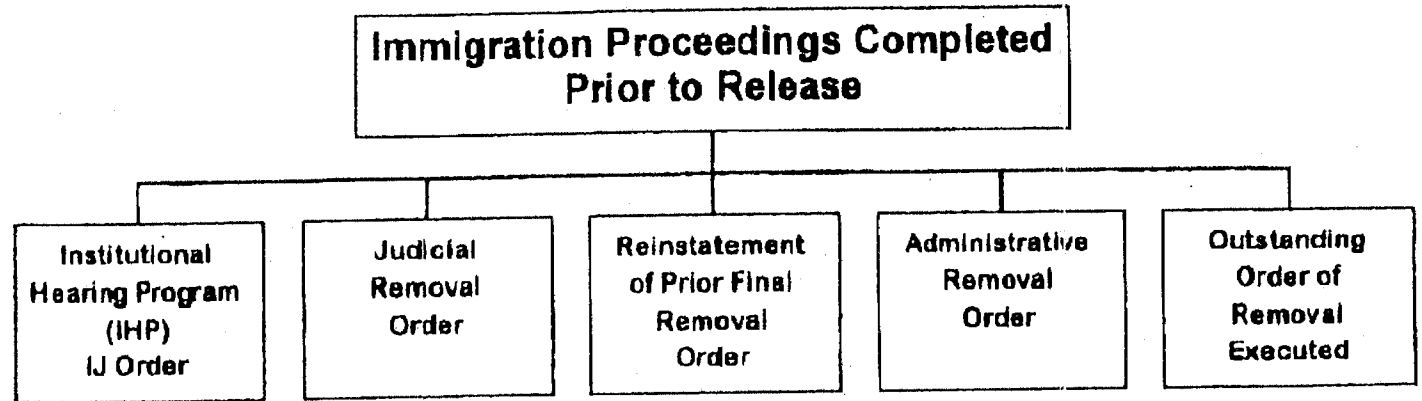 Immigration Proceedings Completed
Prior to Release
Institutional
Hearing Program
(IHP)
IJ Order
Judicial
Removal
Order
Reinstatement
of Prior Final
Removal
Order
Administrative
Removal
Order
Outstanding
Order of
Removal
Executed